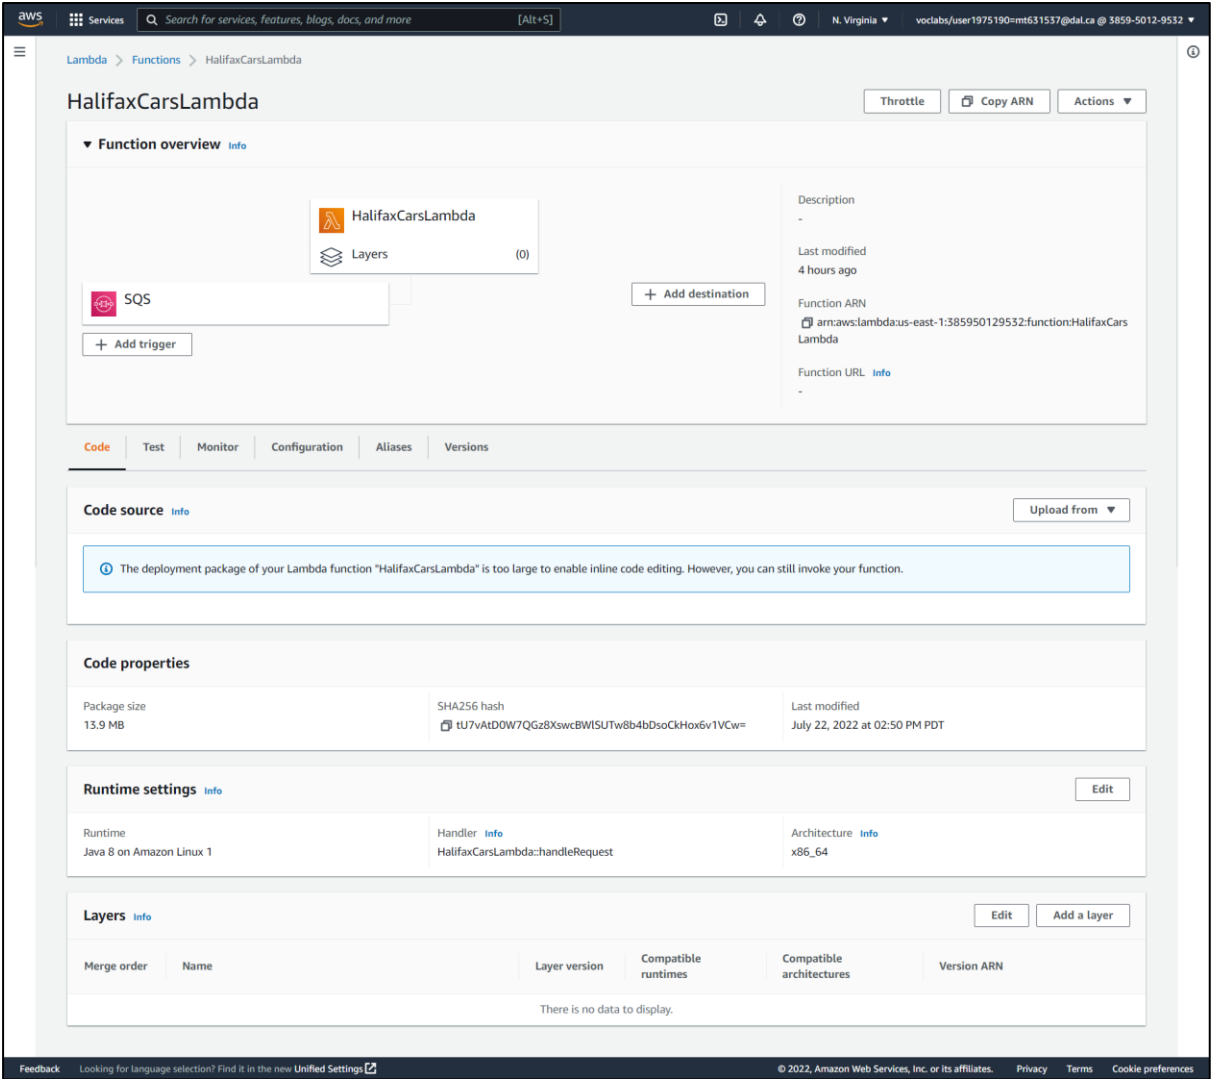 aws Services Search for services, features, blogs, docs, and more [Alt+S] N. Virginia ▼ voclabs/user1975190=mt631537@dal.ca @ 3859-5012-9532 ▼
Lambda > Functions > HalifaxCarsLambda
HalifaxCarsLambda
Throttle Copy ARN Actions ▼
▼ Function overview Info
HalifaxCarsLambda
Layers (0)
SQS
+ Add trigger
+ Add destination
Description
-
Last modified
4 hours ago
Function ARN
arn:aws:lambda:us-east-1:385950129532:function:HalifaxCars
Lambda
Function URL Info
-
Code Test Monitor Configuration Aliases Versions
Code source Info
Upload from ▼
The deployment package of your Lambda function "HalifaxCarsLambda" is too large to enable inline code editing. However, you can still invoke your function.
Code properties
Package size
13.9 MB
SHA256 hash
tU7vAtD0W7QGz8XswcBWlSUTw8b4bDsoCkHox6v1VCw=
Last modified
July 22, 2022 at 02:50 PM PDT
Runtime settings Info
Edit
Runtime
Java 8 on Amazon Linux 1
Handler Info
HalifaxCarsLambda::handleRequest
Architecture Info
x86_64
Layers Info
Edit Add a layer
Merge order
Name
Layer version
Compatible
runtimes
Compatible
architectures
Version ARN
There is no data to display.
Feedback Looking for language selection? Find it in the new Unified Settings © 2022, Amazon Web Services, Inc. or its affiliates. Privacy Terms Cookie preferences